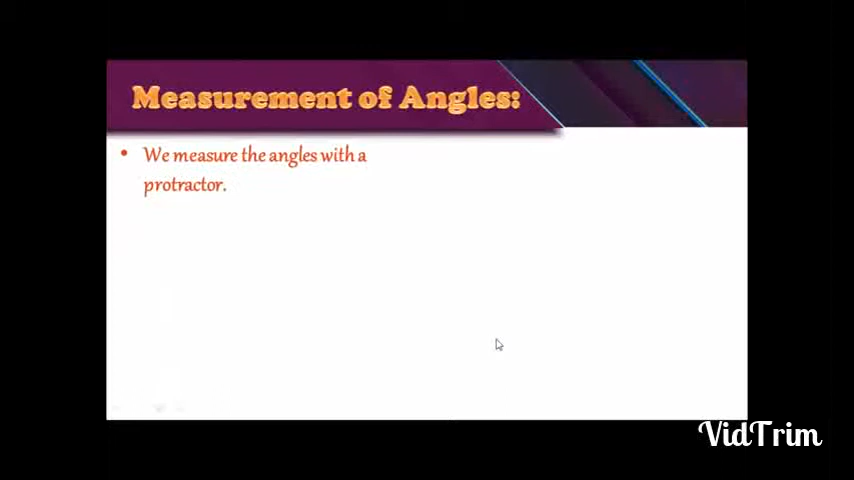 Measurement of Angles:
• We measure the angles with a
protractor.
VidTrim